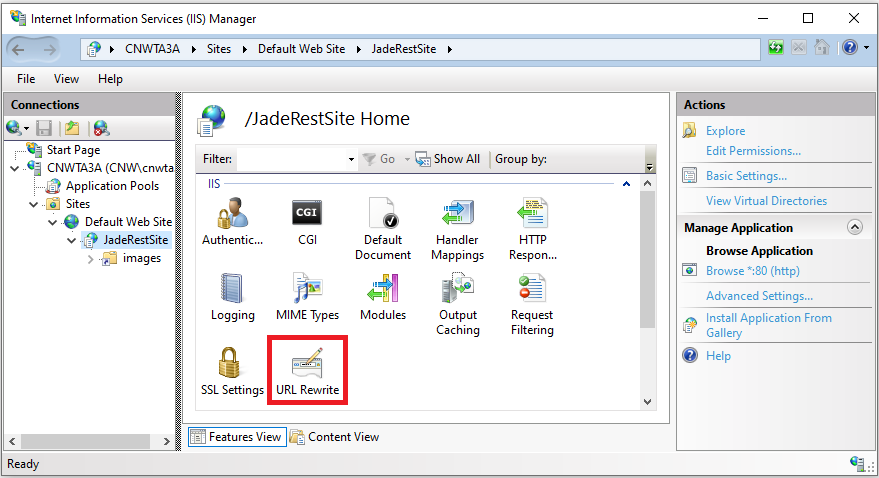 Internet Information Services (IIS) Manager
CNWTA3A
Sites
Default Web Site
JadeRestSite
File View Help
Connections
Start Page
CNWTA3A (CNW\cnwta
Application Pools
Sites
Default Web Site
JadeRestSite
images
/JadeRestSite Home
Filter: Go Show All Group by:
IIS
Authentic... CGI Default Document Handler Mappings HTTP Respon...
Logging MIME Types Modules Output Caching Request Filtering
SSL Settings URL Rewrite
Features View Content View
Actions
Explore
Edit Permissions...
Basic Settings...
View Virtual Directories
Manage Application
Browse Application
Browse *:80 (http)
Advanced Settings...
Install Application From
Gallery
Help
Ready